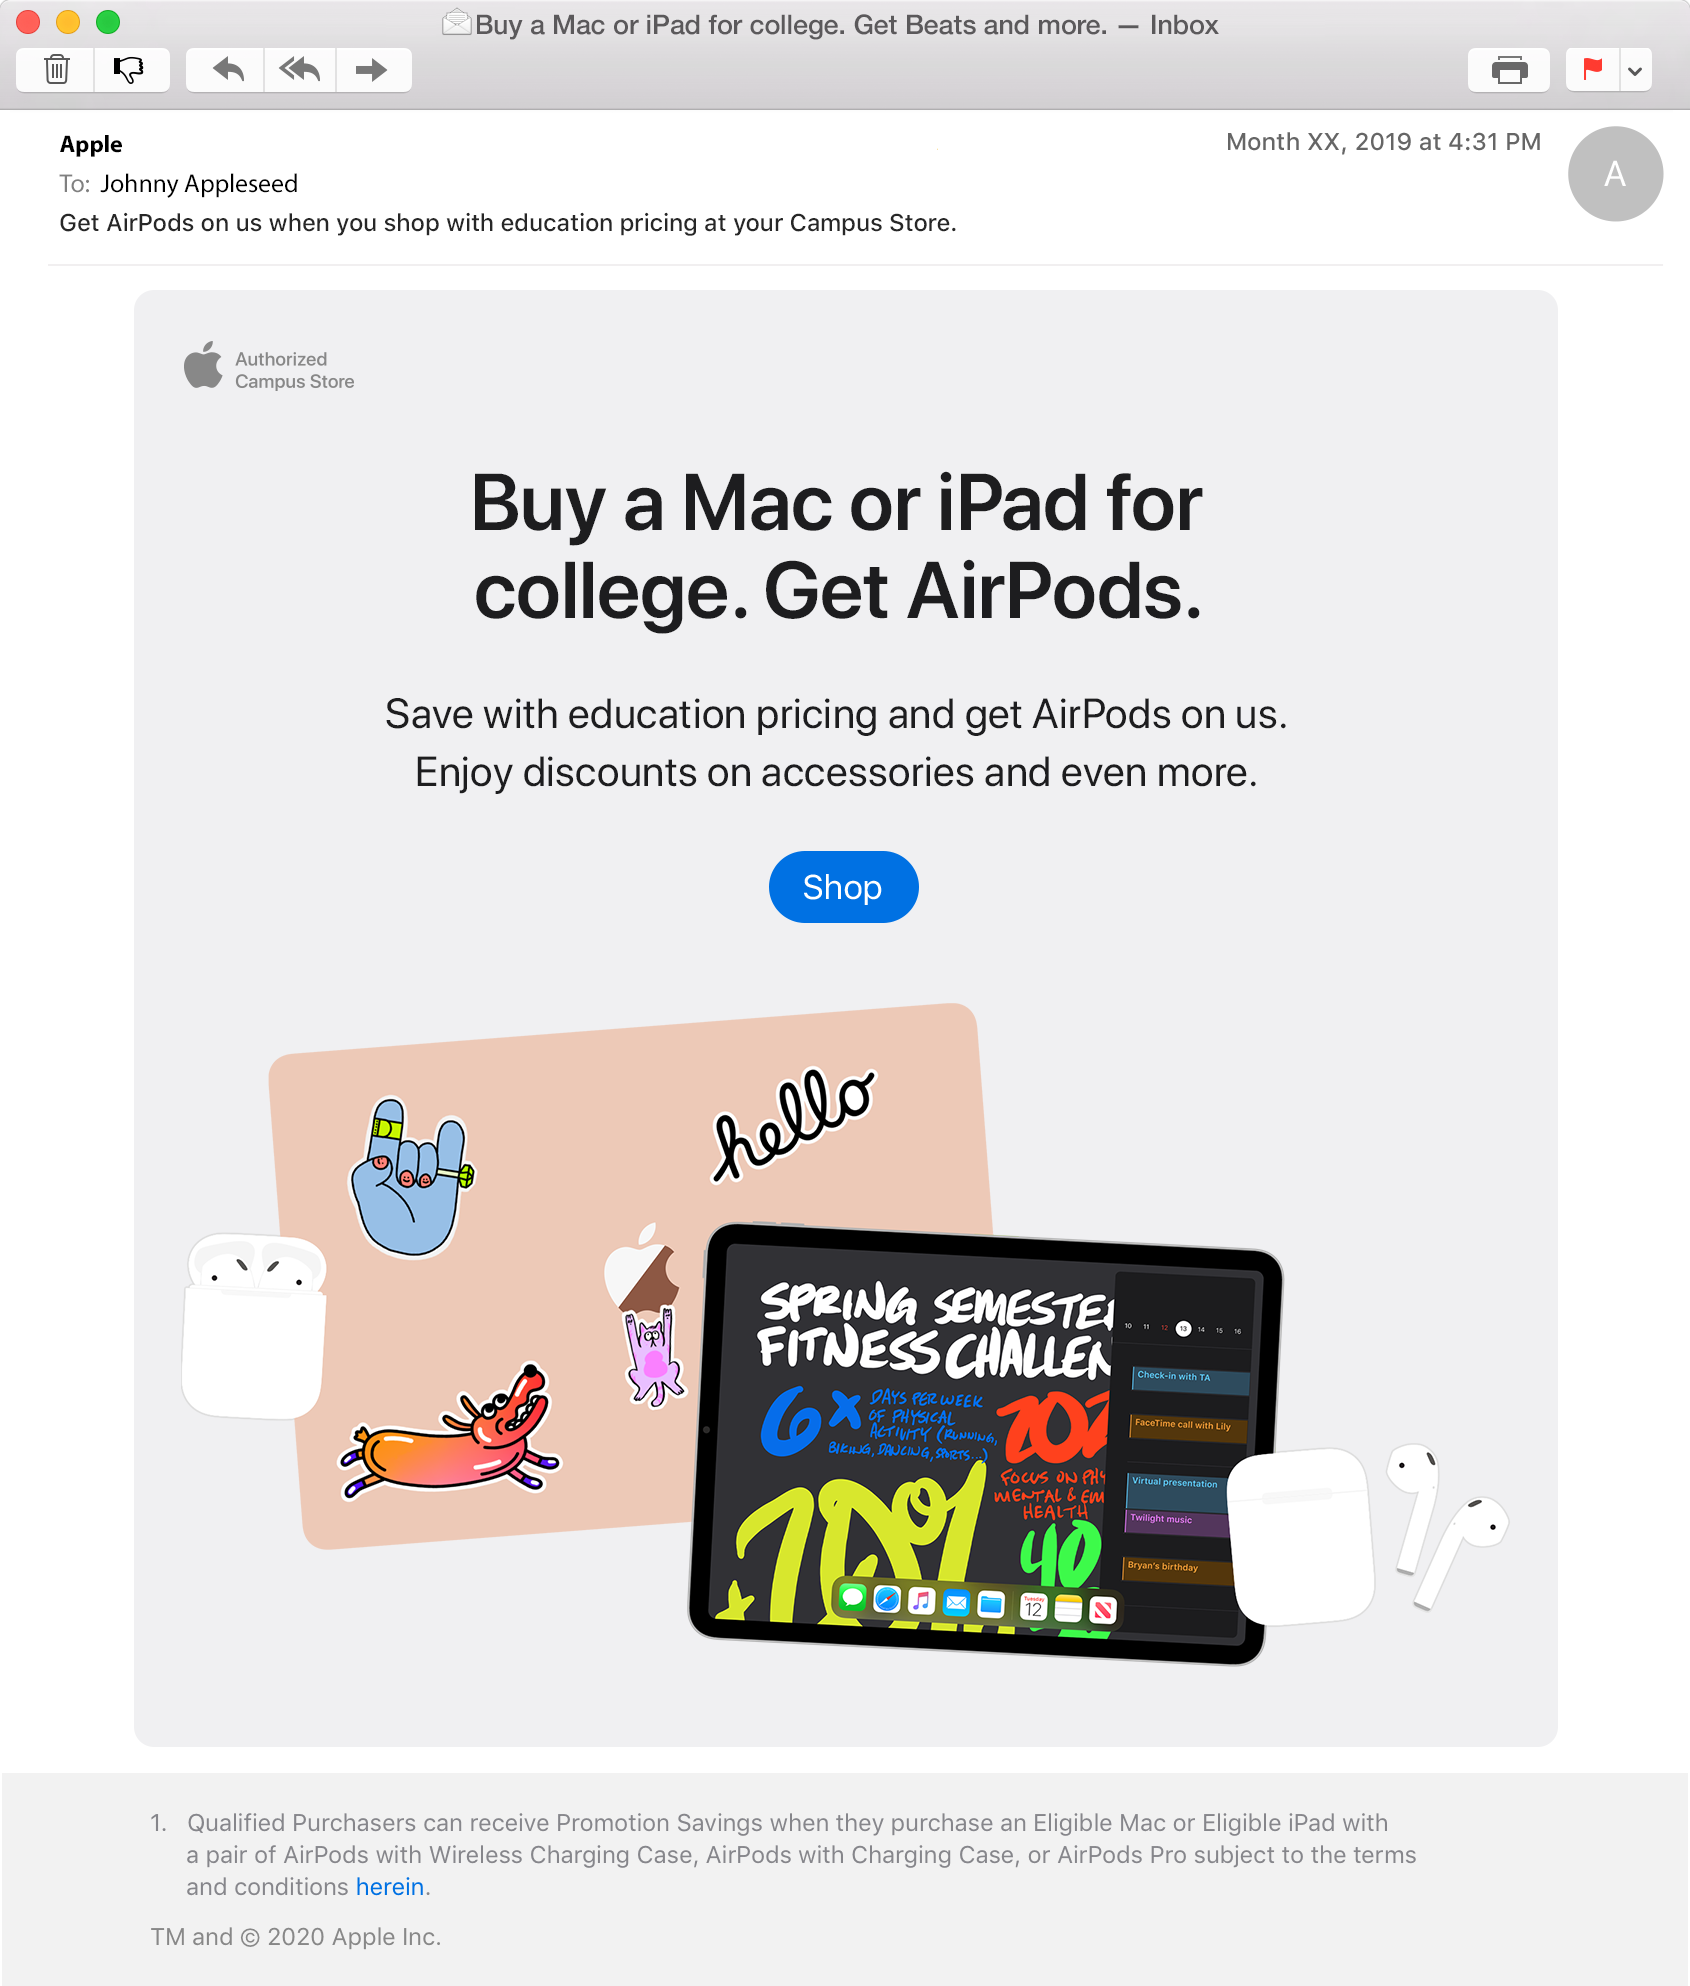 Buy a Mac or iPad for college. Get Beats and more. — Inbox
Apple
Month XX, 2019 at 4:31 PM
A
To: Johnny Appleseed
Get AirPods on us when you shop with education pricing at your Campus Store.
Authorized
Campus Store
Buy a Mac or iPad for
college. Get AirPods.
Save with education pricing and get AirPods on us.
Enjoy discounts on accessories and even more.
Shop
hello
SPRING SEMESTER
FITNESS CHALLEN
6x
DAYS PER WEEK
OF PHYSICAL
ACTIVITY (RUNNING,
BIKING, DANCING, SPORTS...)
202
FOCUS ON PHY
MENTAL & EM
HEALTH
40
10 11 12 13 14 15 16
Check-in with TA
FaceTime call with Lily
Virtual presentation
Twilight music
Bryan's birthday
Tuesday
12
1. Qualified Purchasers can receive Promotion Savings when they purchase an Eligible Mac or Eligible iPad with
a pair of AirPods with Wireless Charging Case, AirPods with Charging Case, or AirPods Pro subject to the terms
and conditions herein.
TM and © 2020 Apple Inc.